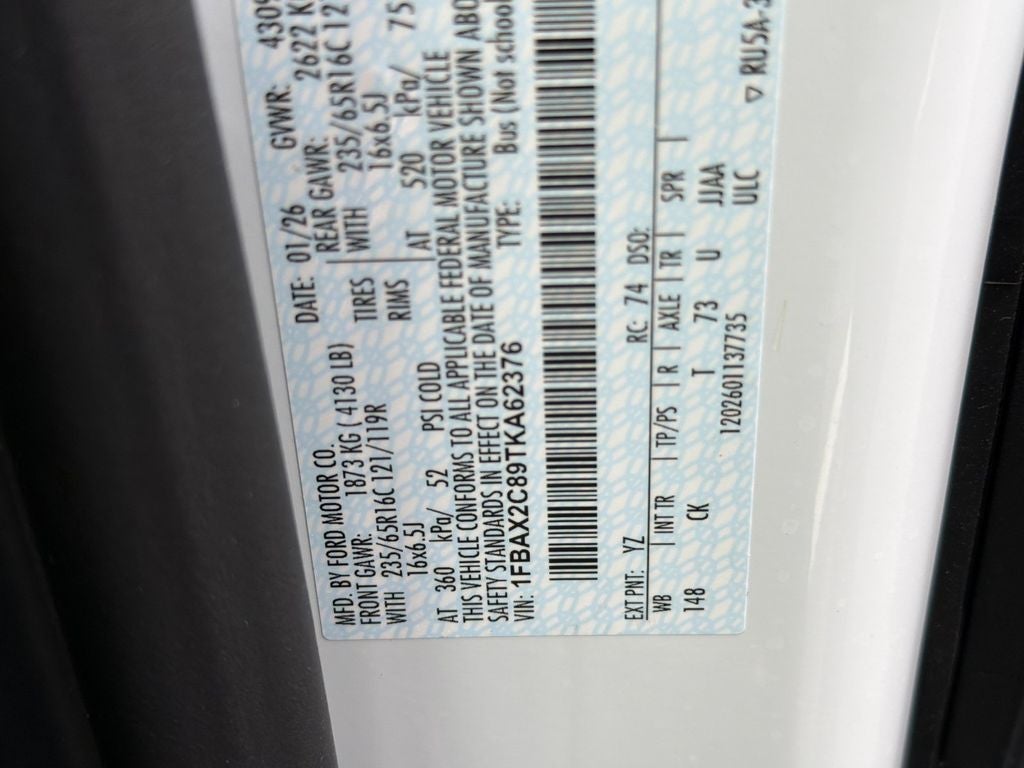 MFD. BY FORD MOTOR CO. DATE: 01/26 GVWR: 4309
FRONT GAWR: 1873 KG ( 4130 LB) REAR GAWR: 2622 K
WITH 235/65R16C 121/119R TIRES WITH 235/65R16C 12
16x6.5J RIMS 16x6.5J
AT 360 kPa/ 52 PSI COLD AT 520 kPa/ 75
THIS VEHICLE CONFORMS TO ALL APPLICABLE FEDERAL MOTOR VEHICLE
SAFETY STANDARDS IN EFFECT ON THE DATE OF MANUFACTURE SHOWN ABO
VIN: 1FBAX2C89TKA62376 TYPE: Bus (Not school
EXT PNT: YZ RC: 74 DSO:
WB INT TR TP/PS R AXLE TR SPR
148 CK T 73 U JJAA
1202601137735 ULC
▽ RU5A-3